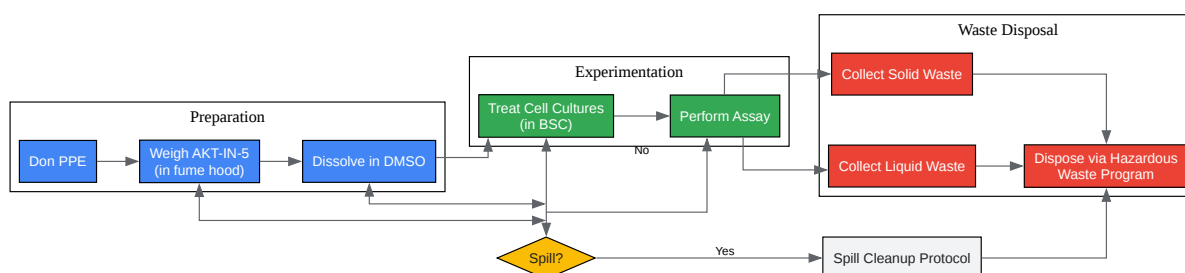 Waste Disposal
Experimentation
Collect Solid Waste
Preparation
Treat Cell Cultures
(in BSC)
Perform Assay
No
Don PPE
Weigh AKT-IN-5
(in fume hood)
Dissolve in DMSO
Collect Liquid Waste
Dispose via Hazardous
Waste Program
Spill?
Yes
Spill Cleanup Protocol